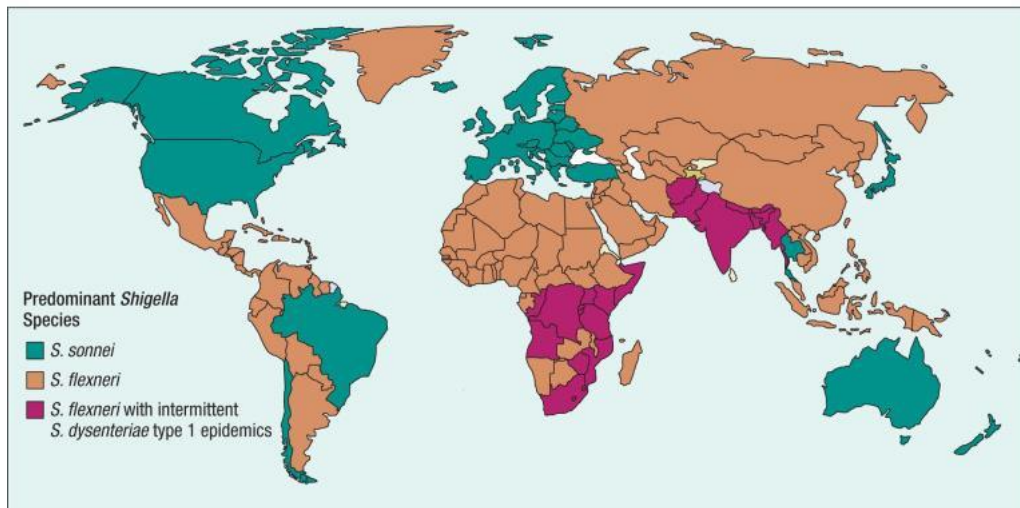 Predominant Shigella
Species
S. sonnei
S. flexneri
S. flexneri with intermittent
S. dysenteriae type 1 epidemics